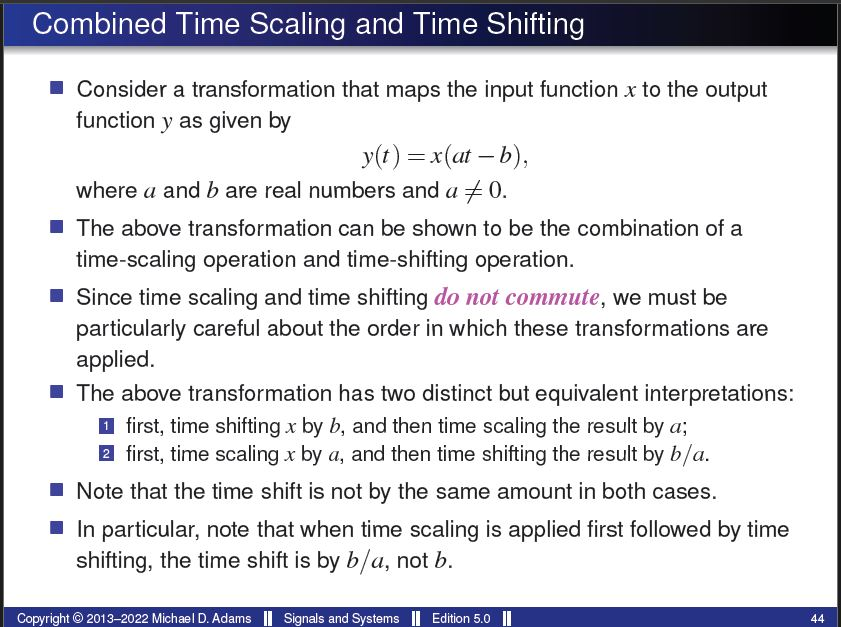 Combined Time Scaling and Time Shifting
Consider a transformation that maps the input function x to the output
function y as given by
y(t) = x(at − b),
where a and b are real numbers and a ≠ 0.
The above transformation can be shown to be the combination of a
time-scaling operation and time-shifting operation.
Since time scaling and time shifting do not commute, we must be
particularly careful about the order in which these transformations are
applied.
The above transformation has two distinct but equivalent interpretations:
1 first, time shifting x by b, and then time scaling the result by a;
2 first, time scaling x by a, and then time shifting the result by b/a.
Note that the time shift is not by the same amount in both cases.
In particular, note that when time scaling is applied first followed by time
shifting, the time shift is by b/a, not b.
Copyright © 2013–2022 Michael D. Adams Signals and Systems Edition 5.0 44